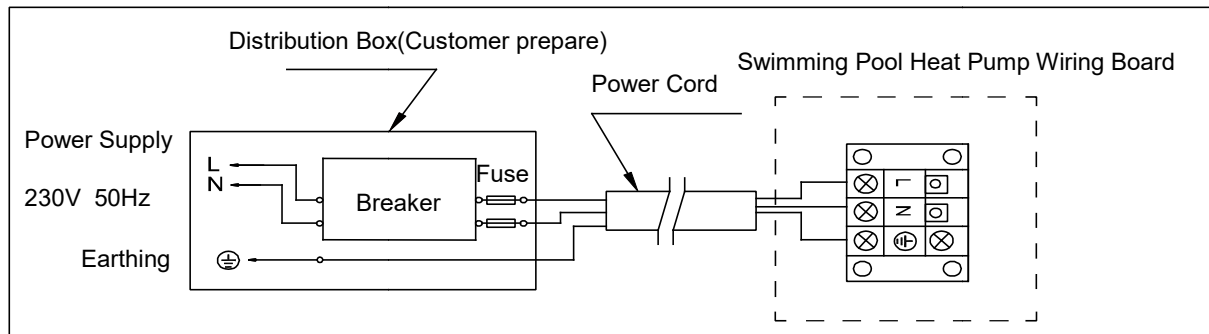 Distribution Box(Customer prepare)
Swimming Pool Heat Pump Wiring Board
Power Cord
Power Supply
L
N
230V 50Hz
Breaker
Fuse
L
N
Earthing